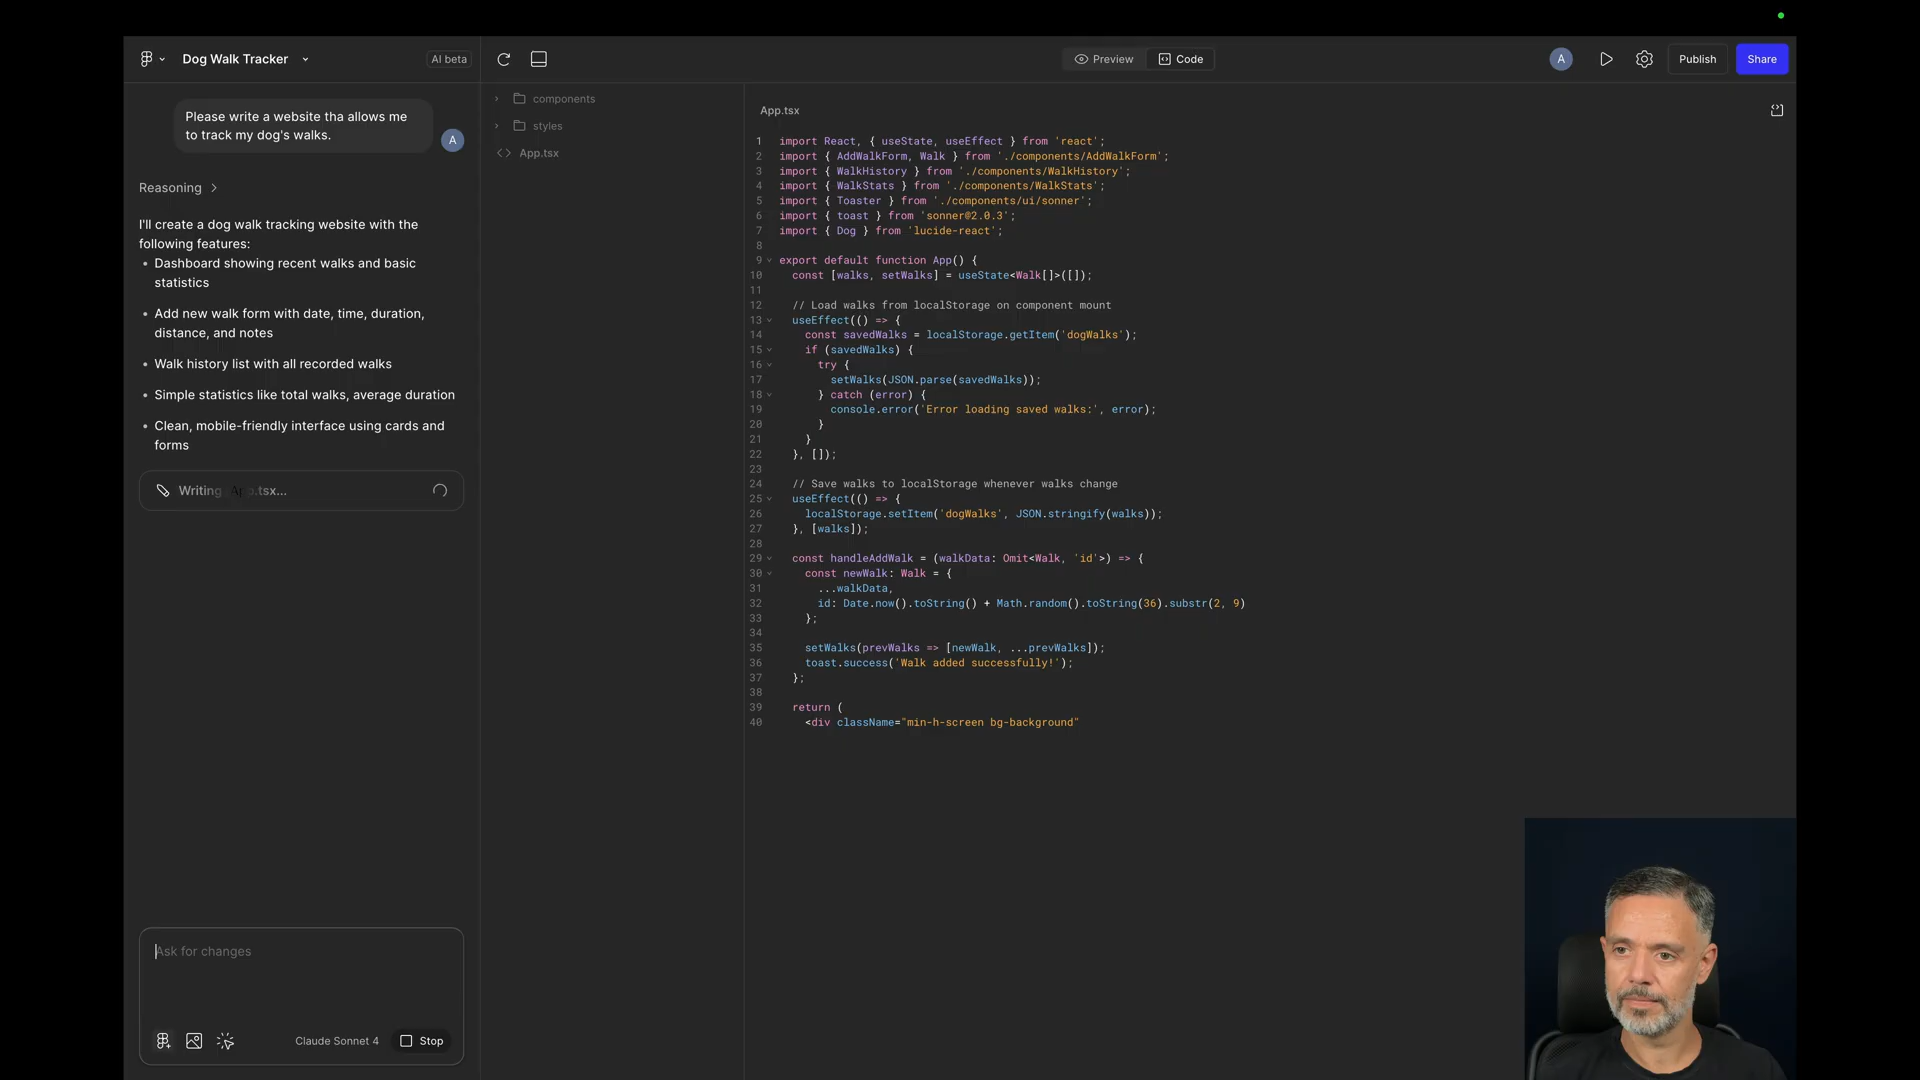 Dog Walk Tracker
AI beta
Preview
Code
A
Publish
Share
Please write a website tha allows me
to track my dog's walks.
A
Reasoning
I'll create a dog walk tracking website with the
following features:
• Dashboard showing recent walks and basic
statistics
• Add new walk form with date, time, duration,
distance, and notes
• Walk history list with all recorded walks
• Simple statistics like total walks, average duration
• Clean, mobile-friendly interface using cards and
forms
Writing App.tsx...
Ask for changes
Claude Sonnet 4
Stop
components
styles
App.tsx
App.tsx
1 import React, { useState, useEffect } from 'react';
2 import { AddWalkForm, Walk } from './components/AddWalkForm';
3 import { WalkHistory } from './components/WalkHistory';
4 import { WalkStats } from './components/WalkStats';
5 import { Toaster } from './components/ui/sonner';
6 import { toast } from 'sonner@2.0.3';
7 import { Dog } from 'lucide-react';
8
9 export default function App() {
10 const [walks, setWalks] = useState<Walk[]>([]);
11
12 // Load walks from localStorage on component mount
13 useEffect(() => {
14 const savedWalks = localStorage.getItem('dogWalks');
15 if (savedWalks) {
16 try {
17 setWalks(JSON.parse(savedWalks));
18 } catch (error) {
19 console.error('Error loading saved walks:', error);
20 }
21 }
22 }, []);
23
24 // Save walks to localStorage whenever walks change
25 useEffect(() => {
26 localStorage.setItem('dogWalks', JSON.stringify(walks));
27 }, [walks]);
28
29 const handleAddWalk = (walkData: Omit<Walk, 'id'>) => {
30 const newWalk: Walk = {
31 ...walkData,
32 id: Date.now().toString() + Math.random().toString(36).substr(2, 9)
33 };
34
35 setWalks(prevWalks => [newWalk, ...prevWalks]);
36 toast.success('Walk added successfully!');
37 };
38
39 return (
40 <div className="min-h-screen bg-background"